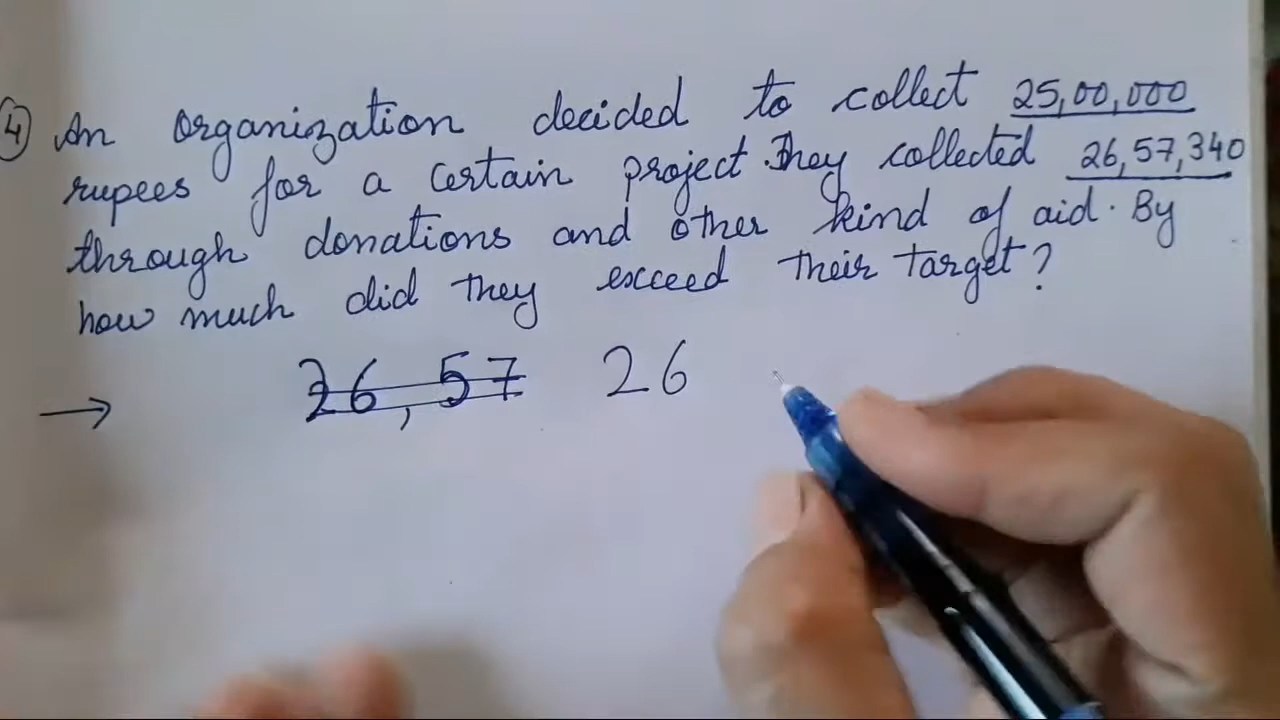 ④ An organization decided to collect 25,00,000
rupees for a certain project. They collected 26,57,340
through donations and other kind of aid. By
how much did they exceed their target?
→ 26,57 26